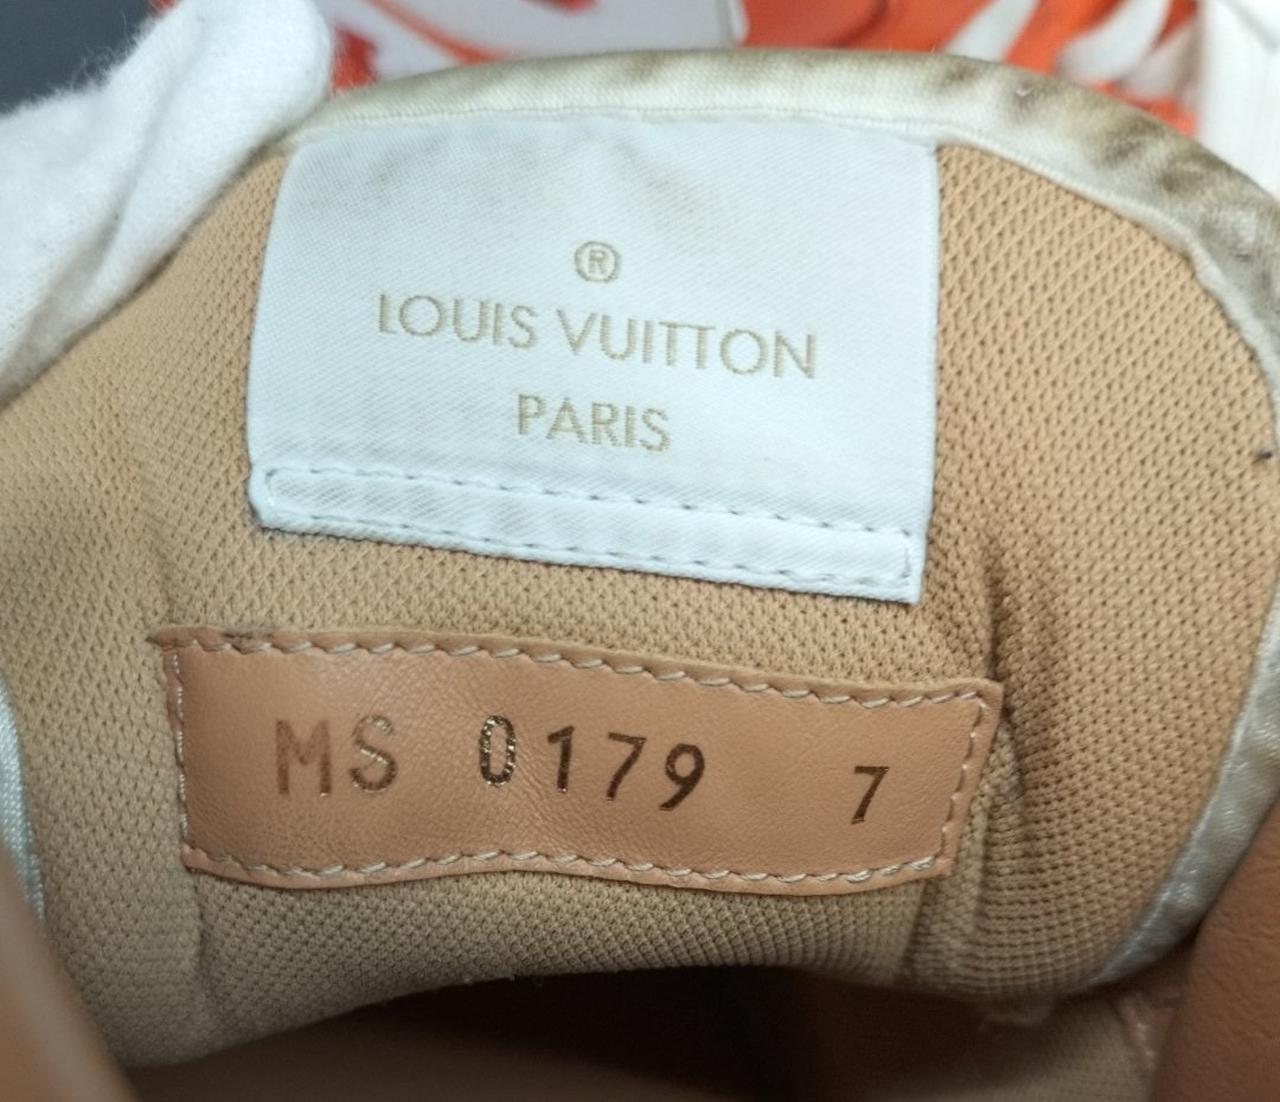 ®
LOUIS VUITTON
PARIS
MS 0179 7